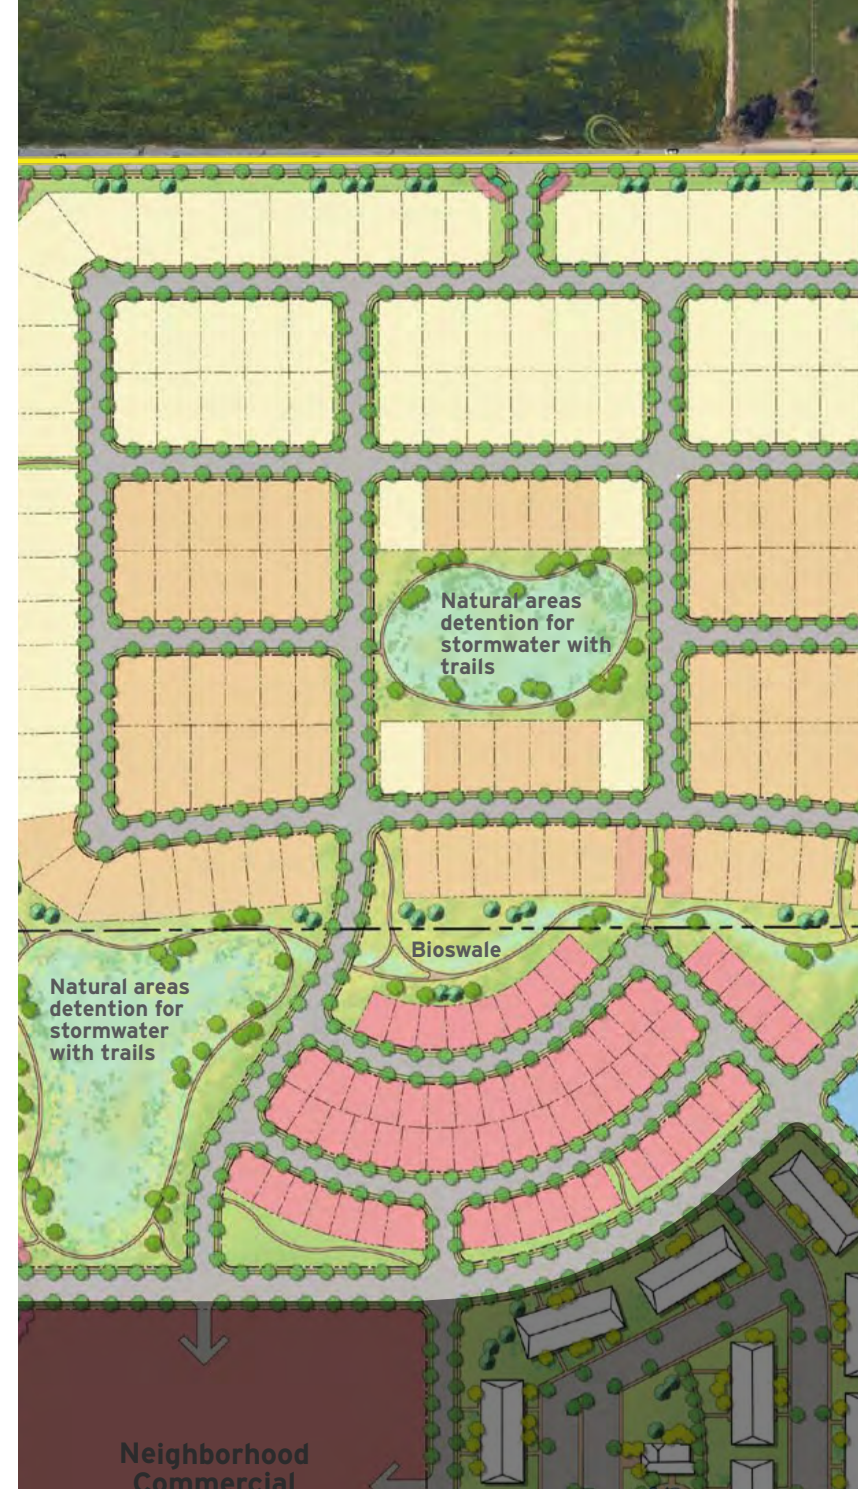 Natural areas
detention for
stormwater with
trails
Bioswale
Natural areas
detention for
stormwater
with trails
Neighborhood
Commercial